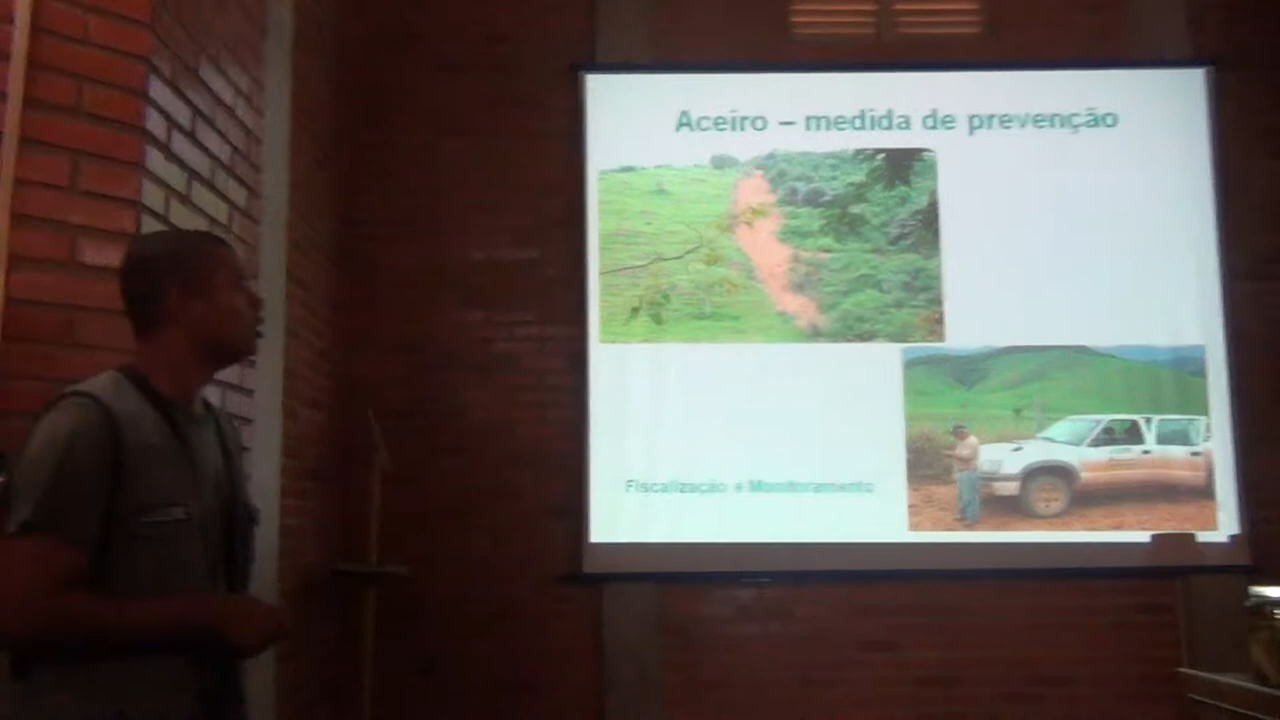 Aceiro – medida de prevenção
Fiscalização e Monitoramento